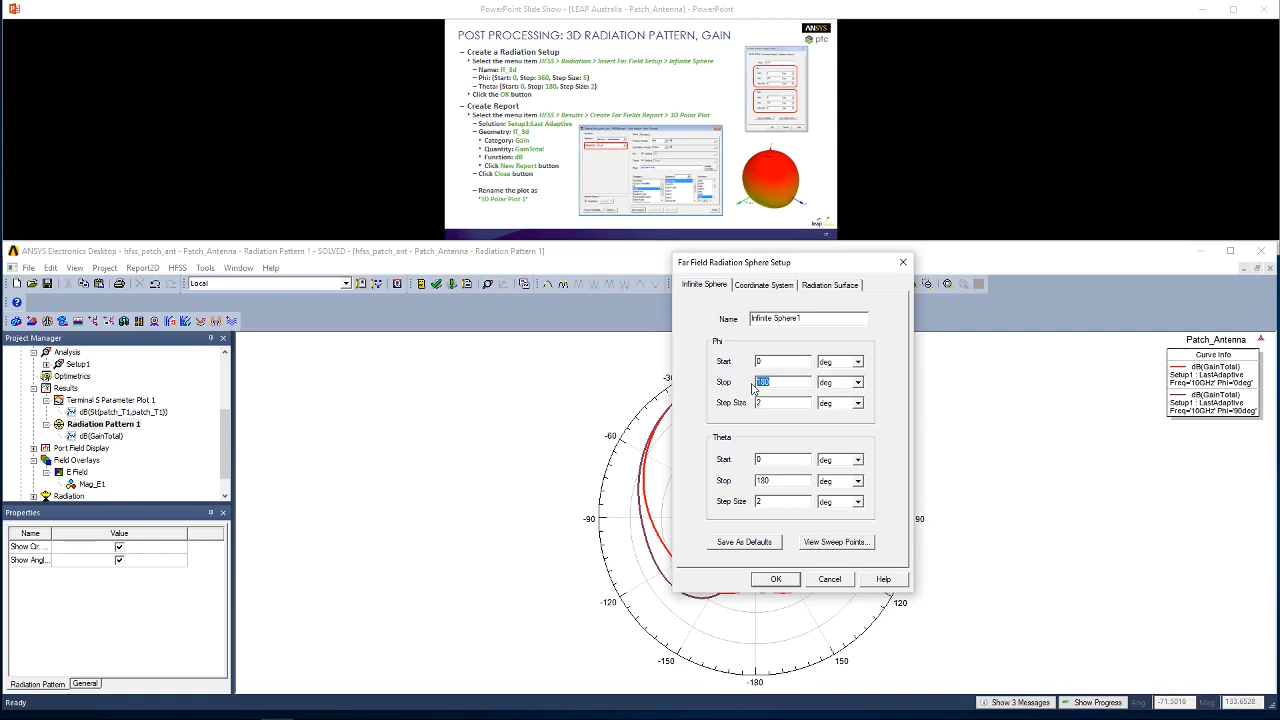 PowerPoint Slide Show - [LEAP Australia - Patch_Antenna] - PowerPoint
POST PROCESSING: 3D RADIATION PATTERN, GAIN
ANSYS
ptc
– Create a Radiation Setup
• Select the menu item HFSS > Radiation > Insert Far Field Setup > Infinite Sphere
• Name: ff_3d
• Phi: (Start: 0, Stop: 360, Step Size: 5)
• Theta: (Start: 0, Stop: 180, Step Size: 2)
• Click the OK button
– Create Report
• Select the menu item HFSS > Results > Create Far Fields Report > 3D Polar Plot
• Solution: Setup1:Last Adaptive
• Geometry: ff_3d
• Category: Gain
• Quantity: GainTotal
• Function: dB
• Click New Report button
• Click Close button
• Rename the plot as
'3D Polar Plot 1'
leap
ANSYS Electronics Desktop - hfss_patch_ant - Patch_Antenna - Radiation Pattern 1 - SOLVED - [hfss_patch_ant - Patch_Antenna - Radiation Pattern 1]
File Edit View Project Report2D HFSS Tools Window Help
Local
Project Manager
Analysis
Setup1
Optimetrics
Results
Terminal S Parameter Plot 1
dB(St(patch_T1,patch_T1))
Radiation Pattern 1
dB(GainTotal)
Port Field Display
Field Overlays
E Field
Mag_E1
Radiation
Properties
Name Value
Show Cir. ...
Show Angl...
Radiation Pattern General
Far Field Radiation Sphere Setup
Infinite Sphere Coordinate System Radiation Surface
Name Infinite Sphere1
Phi
Start 0 deg
Stop 180 deg
Step Size 2 deg
Theta
Start 0 deg
Stop 180 deg
Step Size 2 deg
Save As Defaults View Sweep Points...
OK Cancel Help
-60
-90
90
-120
120
-150
150
-180
Patch_Antenna
Curve Info
dB(GainTotal)
Setup1 : LastAdaptive
Freq='10GHz' Phi='0deg'
dB(GainTotal)
Setup1 : LastAdaptive
Freq='10GHz' Phi='90deg'
Ready
Show 3 Messages Show Progress Ang -71.5018 Mag 133.6528